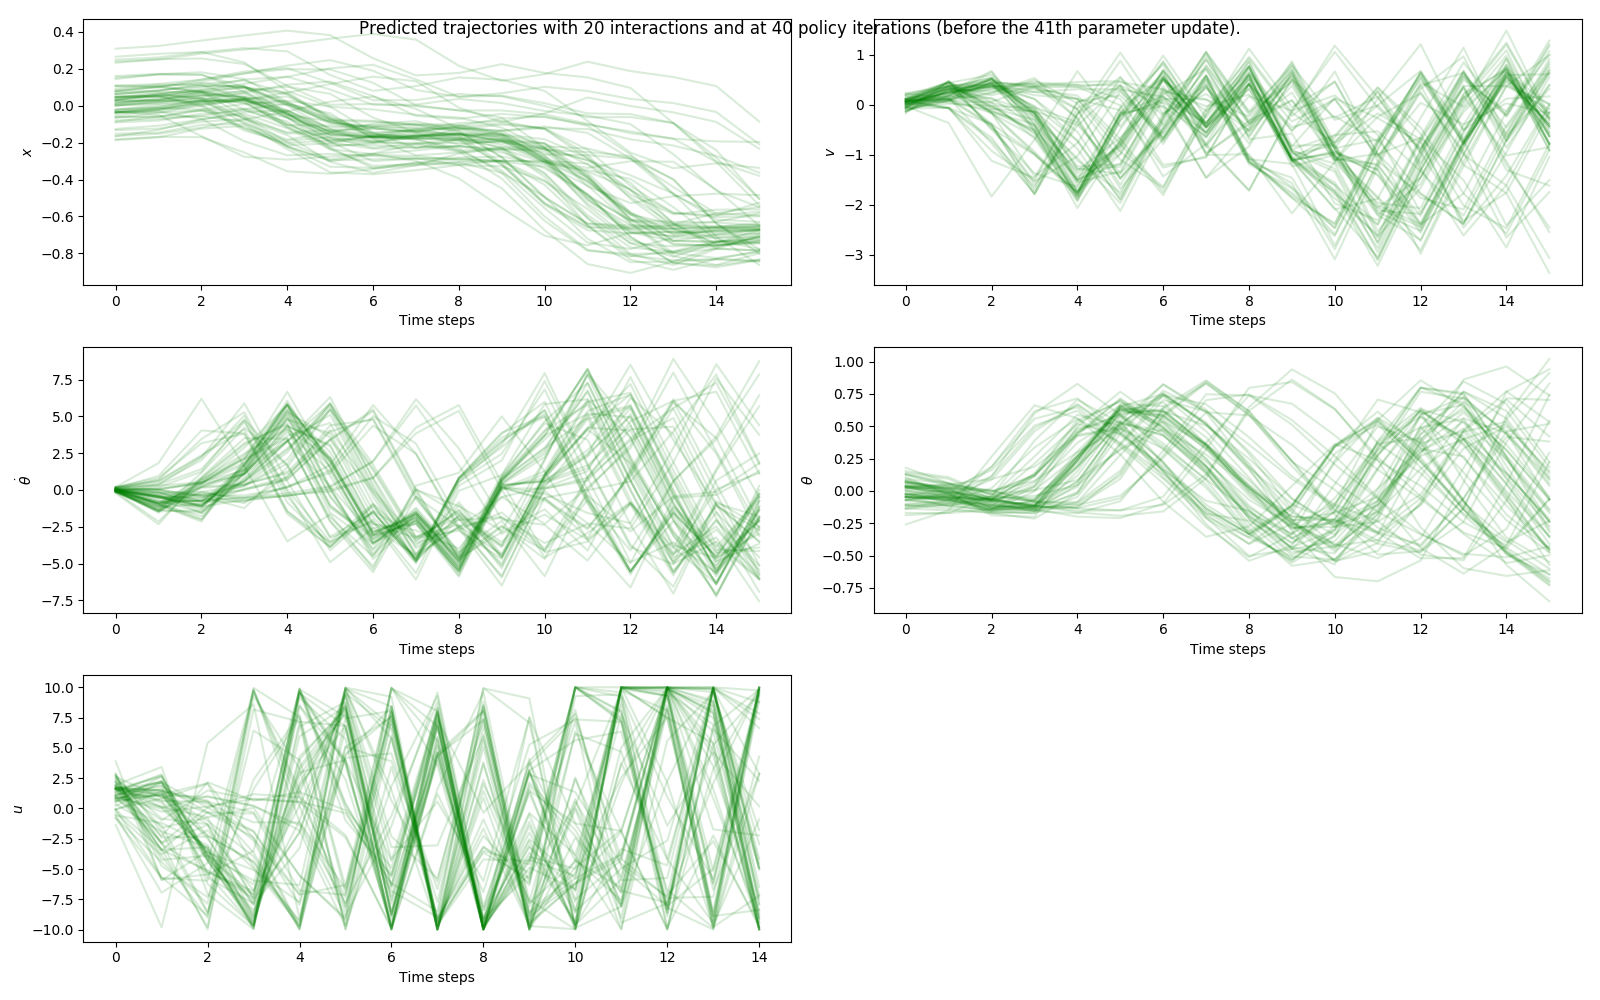 Predicted trajectories with 20 interactions and at 40 policy iterations (before the 41th parameter update).
0.4
0.2
0.0
−0.2
−0.4
−0.6
−0.8
x
0 2 4 6 8 10 12 14
Time steps
1
0
−1
−2
−3
v
0 2 4 6 8 10 12 14
Time steps
7.5
5.0
2.5
0.0
−2.5
−5.0
−7.5
θ̇
0 2 4 6 8 10 12 14
Time steps
1.00
0.75
0.50
0.25
0.00
−0.25
−0.50
−0.75
θ
0 2 4 6 8 10 12 14
Time steps
10.0
7.5
5.0
2.5
0.0
−2.5
−5.0
−7.5
−10.0
u
0 2 4 6 8 10 12 14
Time steps